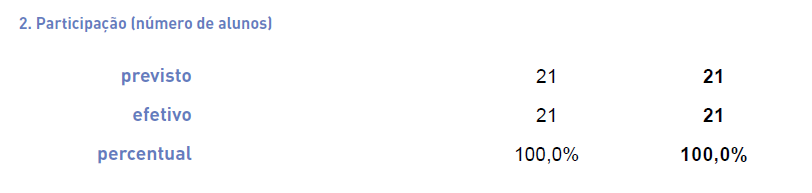 2. Participação (número de alunos)
previsto 21 21
efetivo 21 21
percentual 100,0% 100,0%